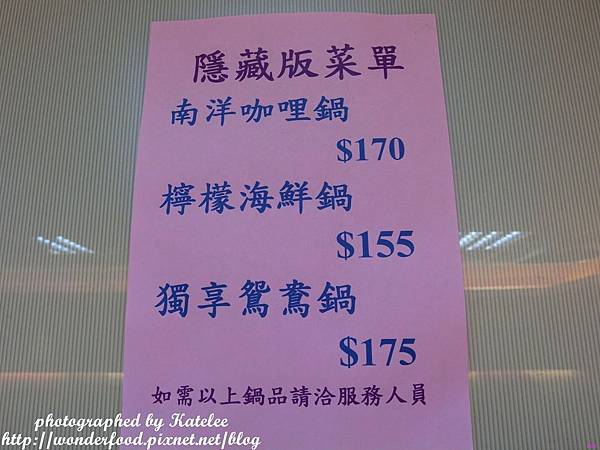 隱藏版菜單
南洋咖哩鍋
$170
檸檬海鮮鍋
$155
獨享鴛鴦鍋
$175
如需以上鍋品請洽服務人員
photographed by Katelee
http://wonderfood.pixnet.net/blog